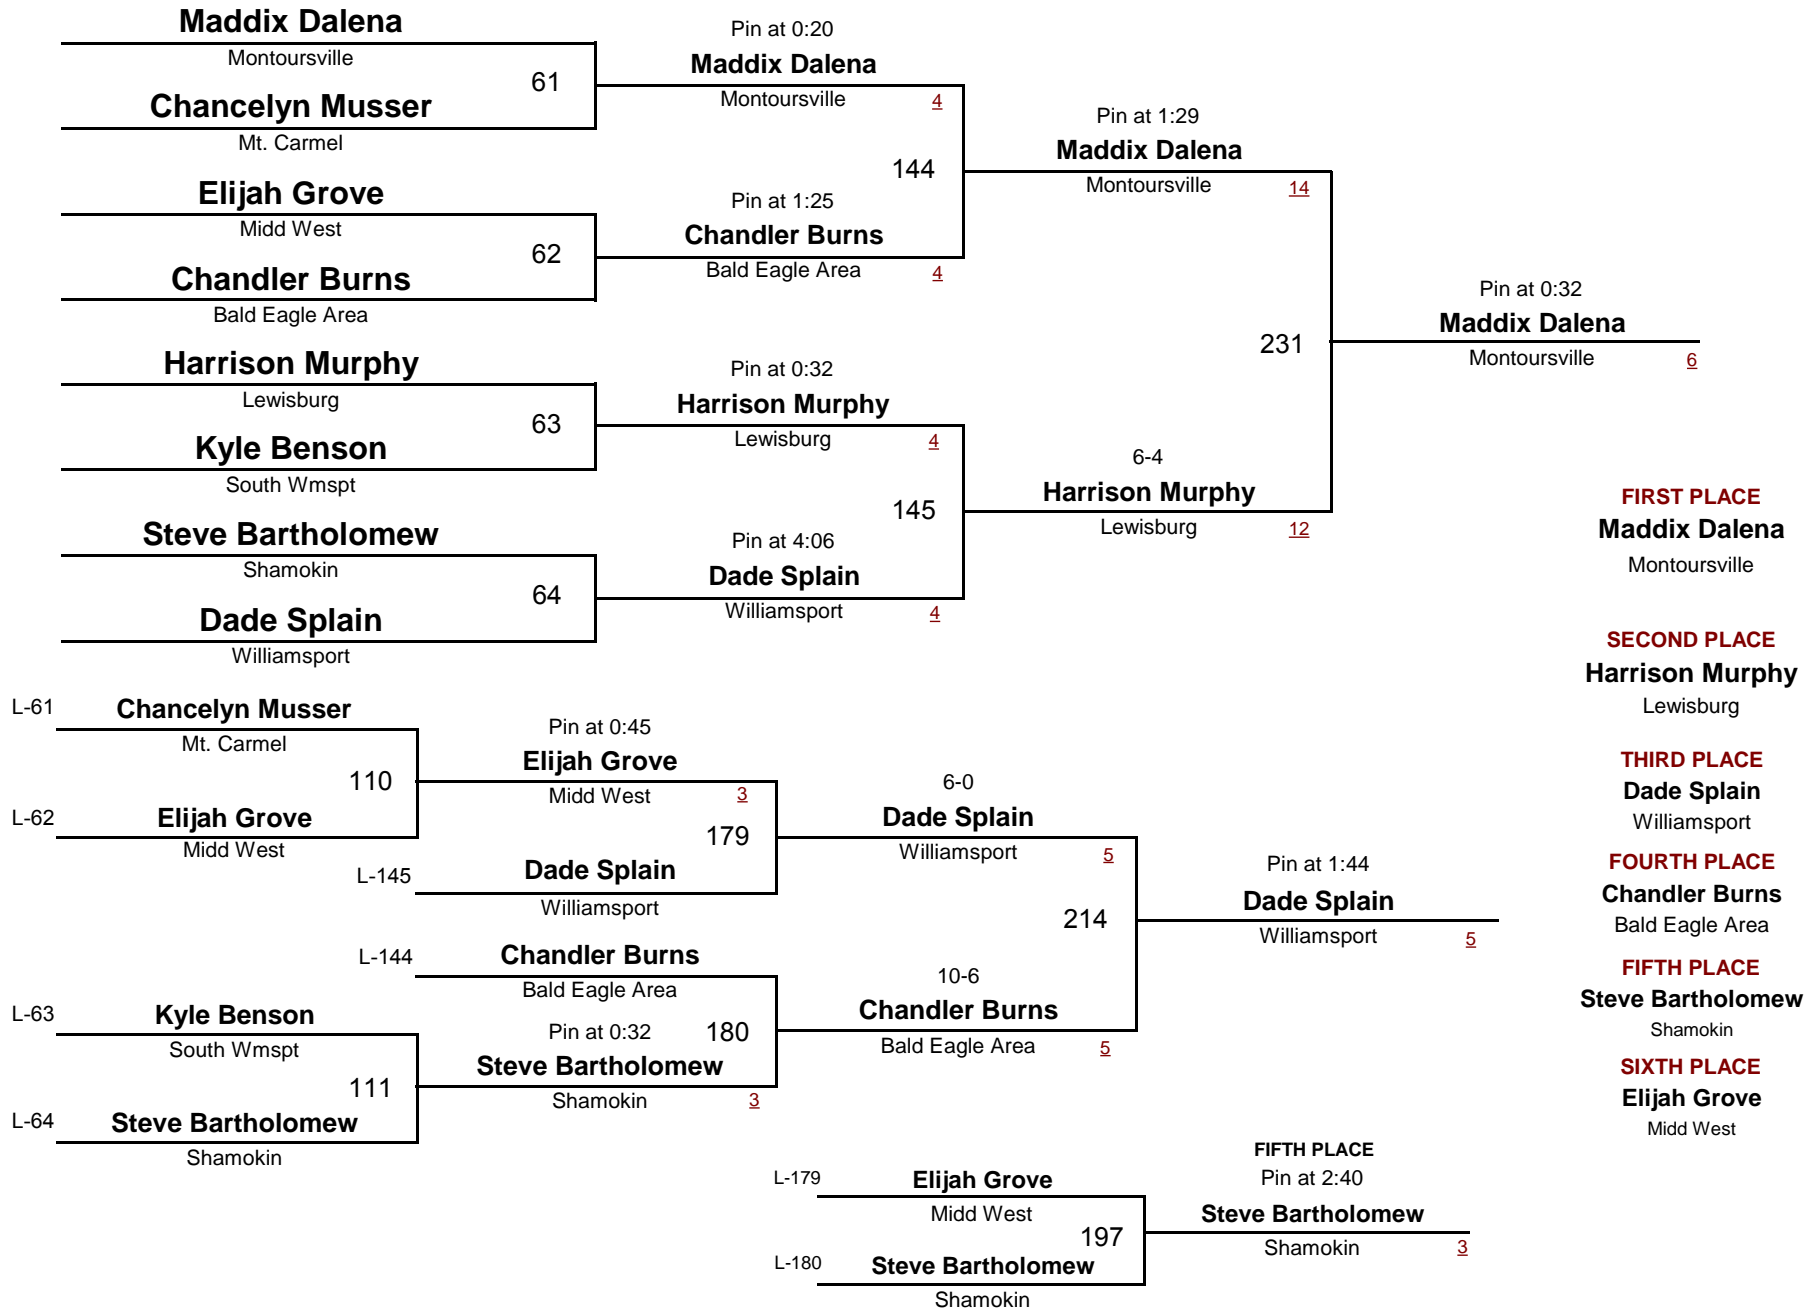 Maddix Dalena
Montoursville
61
Chancelyn Musser
Mt. Carmel
Elijah Grove
Midd West
62
Chandler Burns
Bald Eagle Area
Harrison Murphy
Lewisburg
63
Kyle Benson
South Wmspt
Steve Bartholomew
Shamokin
64
Dade Splain
Williamsport
Pin at 0:20
Maddix Dalena
Montoursville 4
144
Pin at 1:25
Chandler Burns
Bald Eagle Area 4
Pin at 0:32
Harrison Murphy
Lewisburg 4
145
Pin at 4:06
Dade Splain
Williamsport 4
Pin at 1:29
Maddix Dalena
Montoursville 14
231
6-4
Harrison Murphy
Lewisburg 12
Pin at 0:32
Maddix Dalena
Montoursville 6
L-61 Chancelyn Musser
Mt. Carmel
110
L-62 Elijah Grove
Midd West
L-63 Kyle Benson
South Wmspt
111
L-64 Steve Bartholomew
Shamokin
Pin at 0:45
Elijah Grove
Midd West 3
179
L-145 Dade Splain
Williamsport
L-144 Chandler Burns
Bald Eagle Area
Pin at 0:32 180
Steve Bartholomew
Shamokin 3
6-0
Dade Splain
Williamsport 5
214
10-6
Chandler Burns
Bald Eagle Area 5
Pin at 1:44
Dade Splain
Williamsport 5
L-179 Elijah Grove
Midd West
197
L-180 Steve Bartholomew
Shamokin
FIFTH PLACE
Pin at 2:40
Steve Bartholomew
Shamokin 3
FIRST PLACE
Maddix Dalena
Montoursville
SECOND PLACE
Harrison Murphy
Lewisburg
THIRD PLACE
Dade Splain
Williamsport
FOURTH PLACE
Chandler Burns
Bald Eagle Area
FIFTH PLACE
Steve Bartholomew
Shamokin
SIXTH PLACE
Elijah Grove
Midd West